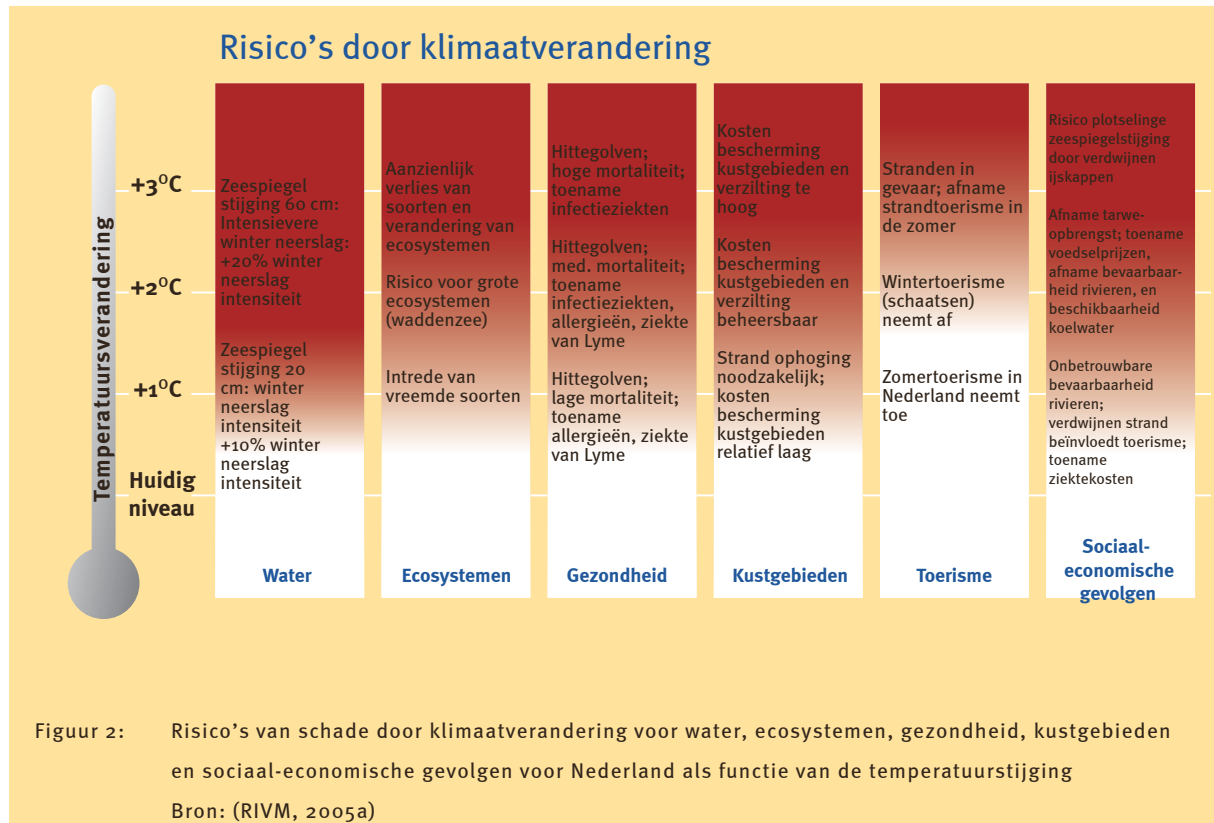 Risico’s door klimaatverandering
Temperatuursverandering
+3°C
+2°C
+1°C
Huidig
niveau
Zeespiegel
stijging 60 cm:
Intensievere
winter neerslag:
+20% winter
neerslag
intensiteit
Zeespiegel
stijging 20
cm: winter
neerslag
intensiteit
+10% winter
neerslag
intensiteit
Water
Aanzienlijk
verlies van
soorten en
verandering van
ecosystemen
Risico voor grote
ecosystemen
(waddenzee)
Intrede van
vreemde soorten
Ecosystemen
Hittegolven;
hoge mortaliteit;
toename
infectieziekten
Hittegolven;
med. mortaliteit;
toename
infectieziekten,
allergieën, ziekte
van Lyme
Hittegolven;
lage mortaliteit;
toename
allergieën, ziekte
van Lyme
Gezondheid
Kosten
bescherming
kustgebieden en
verzilting te
hoog
Kosten
bescherming
kustgebieden en
verzilting
beheersbaar
Strand ophoging
noodzakelijk;
kosten
bescherming
kustgebieden
relatief laag
Kustgebieden
Stranden in
gevaar; afname
strandtoerisme in
de zomer
Wintertoerisme
(schaatsen)
neemt af
Zomertoerisme in
Nederland neemt
toe
Toerisme
Risico plotselinge
zeespiegelstijging
door verdwijnen
ijskappen
Afname tarwe-
opbrengst; toename
voedselprijzen,
afname bevaarbaar-
heid rivieren, en
beschikbaarheid
koelwater
Onbetrouwbare
bevaarbaarheid
rivieren;
verdwijnen strand
beïnvloedt toerisme;
toename
ziektekosten
Sociaal-
economische
gevolgen
Figuur 2: Risico’s van schade door klimaatverandering voor water, ecosystemen, gezondheid, kustgebieden
en sociaal-economische gevolgen voor Nederland als functie van de temperatuurstijging
Bron: (RIVM, 2005a)